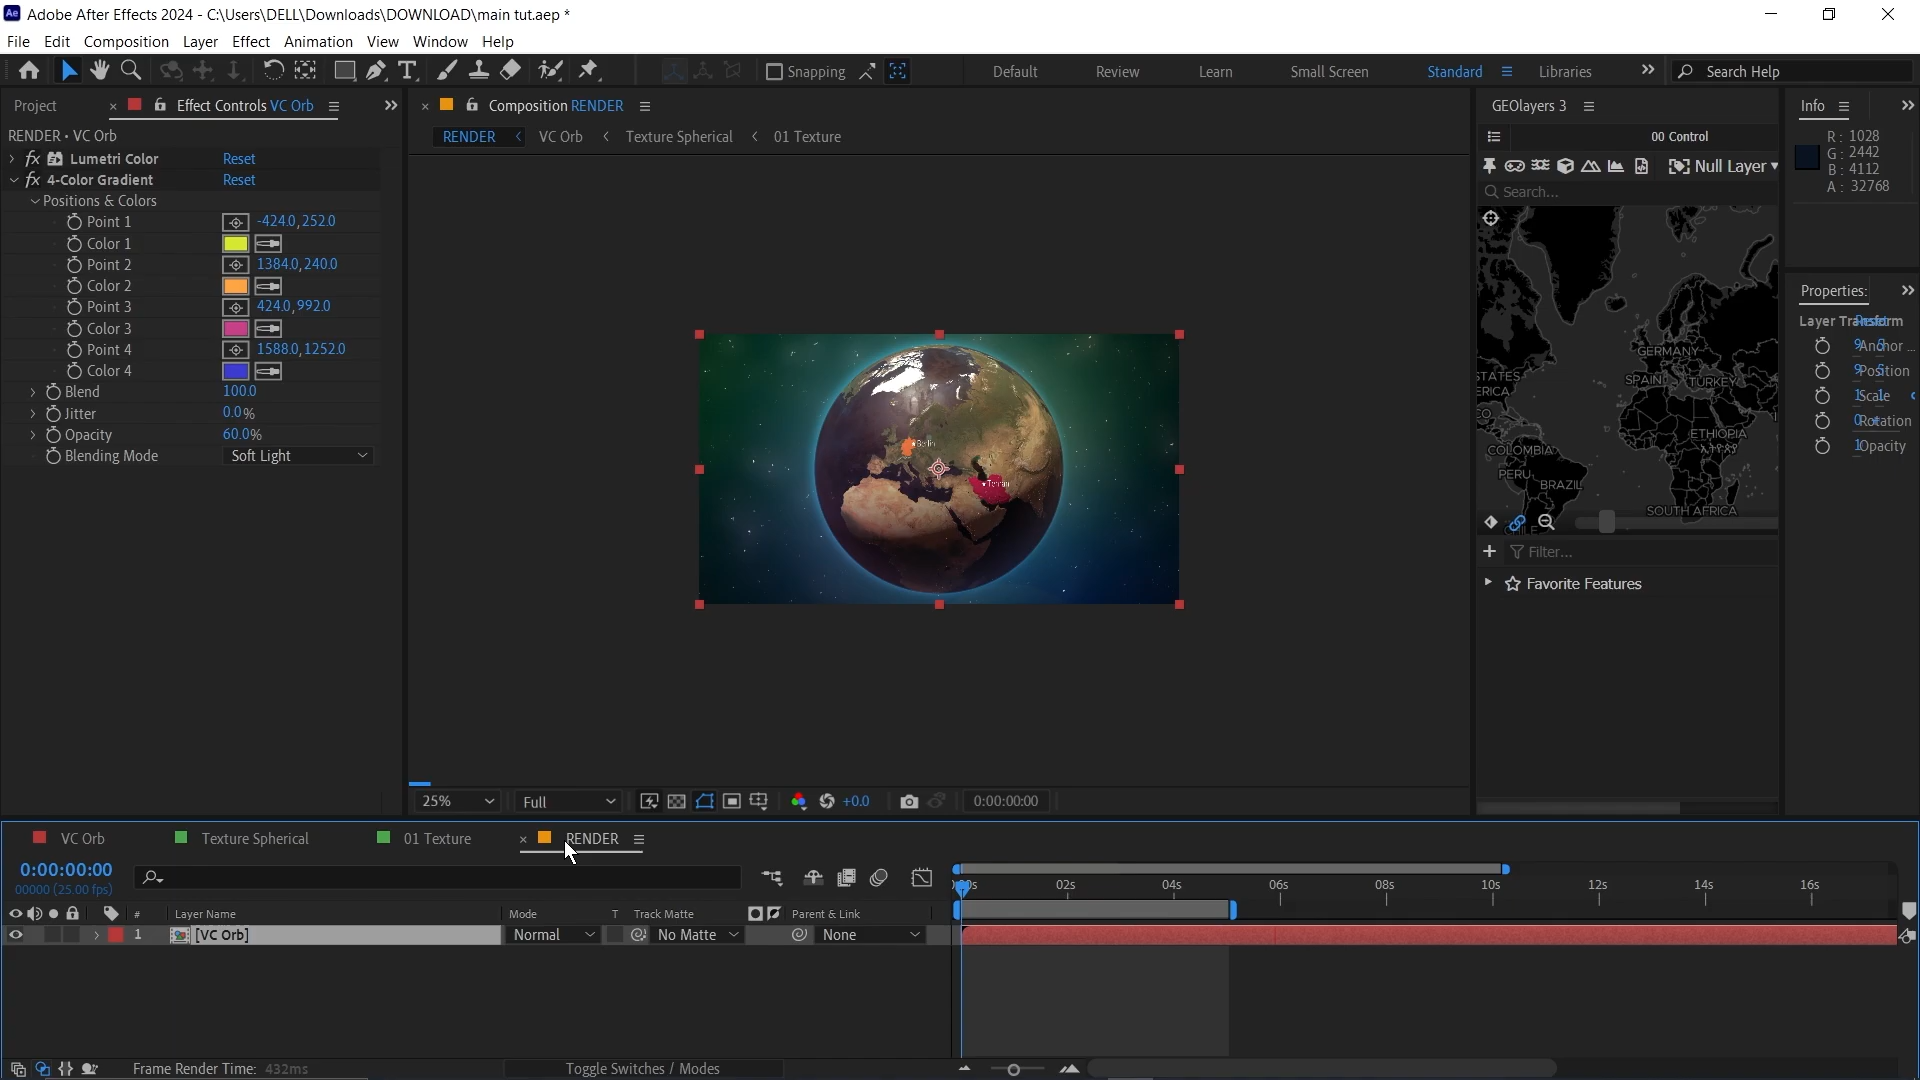 Ae Adobe After Effects 2024 - C:\Users\DELL\Downloads\DOWNLOAD\main tut.aep *
File Edit Composition Layer Effect Animation View Window Help
Snapping Default Review Learn Small Screen Standard Libraries Search Help
Project Effect Controls VC Orb
RENDER • VC Orb
fx Lumetri Color Reset
fx 4-Color Gradient Reset
Positions & Colors
Point 1 -424.0,252.0
Color 1
Point 2 1384.0,240.0
Color 2
Point 3 424.0,992.0
Color 3
Point 4 1588.0,1252.0
Color 4
Blend 100.0
Jitter 0.0%
Opacity 60.0%
Blending Mode Soft Light
Composition RENDER
RENDER VC Orb Texture Spherical 01 Texture
Berlin
Tehran
25% Full +0.0 0:00:00:00
GEOlayers 3
00 Control
Null Layer
Search...
GERMANY
SPAIN
TURKEY
ETHIOPIA
COLOMBIA
PERU
BRAZIL
SOUTH AFRICA
Filter...
Favorite Features
Info
R: 1028
G: 2442
B: 4112
A: 32768
Properties:
Layer Transform
Anchor ...
Position
Scale
Rotation
Opacity
VC Orb Texture Spherical 01 Texture RENDER
0:00:00:00
00000 (25.00 fps)
02s 04s 06s 08s 10s 12s 14s 16s
# Layer Name Mode T Track Matte Parent & Link
1 [VC Orb] Normal No Matte None
Frame Render Time: 432ms Toggle Switches / Modes